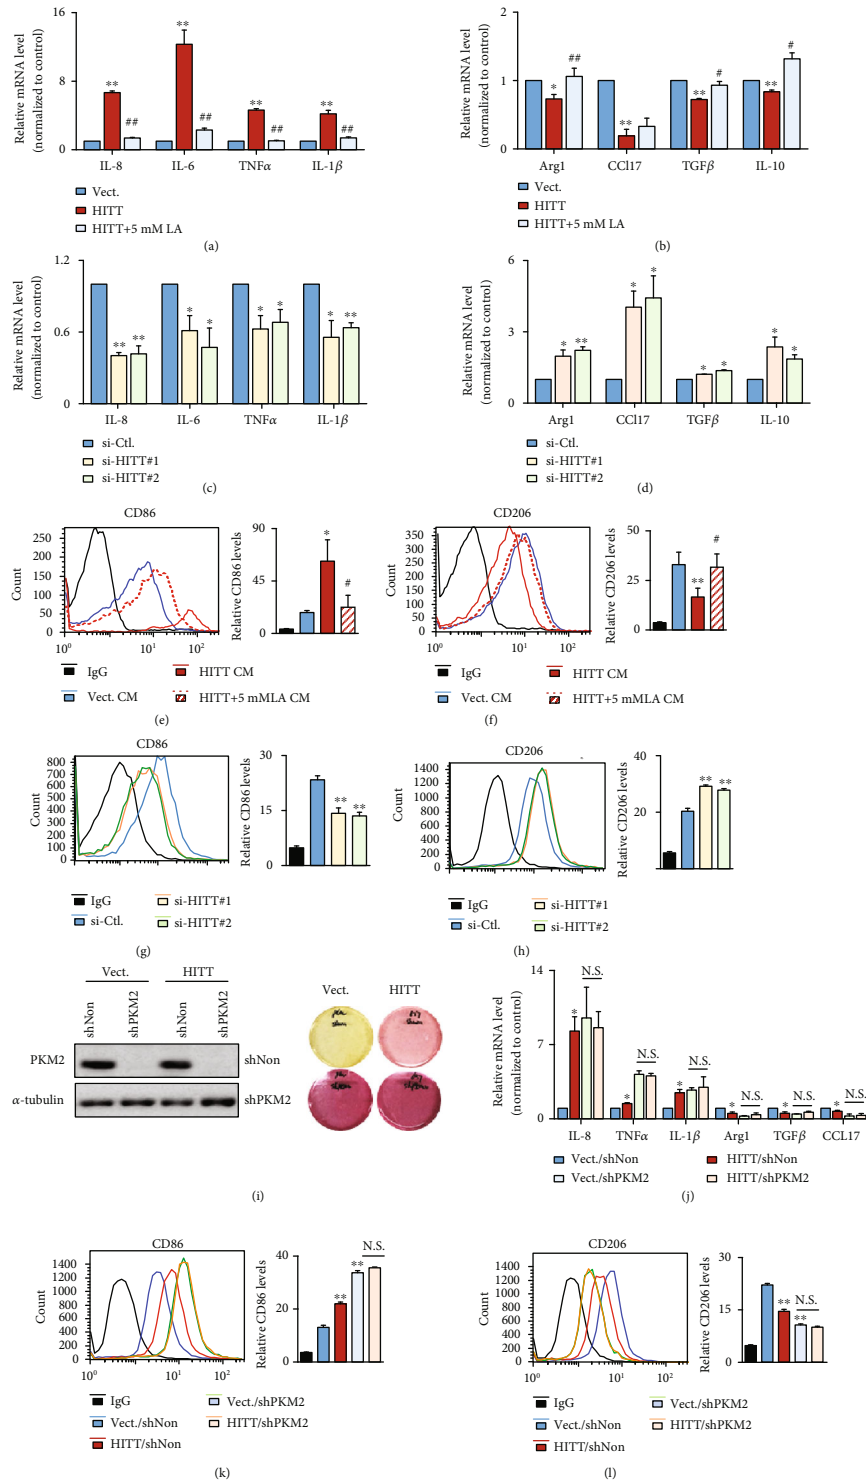 Relative mRNA level
(normalized to control)
16
8
0
**
##
**
##
**
##
**
##
IL-8
IL-6
TNFα
IL-1β
Vect.
HITT
HITT+5 mM LA
(a)
Relative mRNA level
(normalized to control)
2
1
0
*
##
**
**
#
**
#
Arg1
CCl17
TGFβ
IL-10
Vect.
HITT
HITT+5 mM LA
(b)
Relative mRNA level
(normalized to control)
1.2
0.6
0
** **
* *
* *
* **
IL-8
IL-6
TNFα
IL-1β
si-Ctl.
si-HITT#1
si-HITT#2
(c)
Relative mRNA level
(normalized to control)
6
3
0
* **
* *
* *
* *
Arg1
CCl17
TGFβ
IL-10
si-Ctl.
si-HITT#1
si-HITT#2
(d)
CD86
Count
250
200
150
100
50
0
10⁰ 10¹ 10²
Relative CD86 levels
90
45
0
*
#
IgG
HITT CM
Vect. CM
HITT+5 mMLA CM
(e)
CD206
Count
350
300
250
200
150
100
50
0
10⁰ 10¹ 10²
Relative CD206 levels
50
25
0
**
#
IgG
HITT CM
Vect. CM
HITT+5 mMLA CM
(f)
CD86
Count
800
700
600
500
400
300
200
100
0
Relative CD86 levels
30
15
0
** **
IgG
si-HITT#1
si-Ctl.
si-HITT#2
(g)
CD206
Count
1400
1200
1000
800
600
400
200
0
Relative CD206 levels
40
20
0
** **
IgG
si-HITT#1
si-Ctl.
si-HITT#2
(h)
Vect.
HITT
shNon
shPKM2
shNon
shPKM2
PKM2
α-tubulin
Vect.
HITT
shNon
shPKM2
(i)
Relative mRNA level
(normalized to control)
14
7
0
*
N.S.
*
N.S.
*
N.S.
*
N.S.
*
N.S.
*
N.S.
IL-8
TNFα
IL-1β
Arg1
TGFβ
CCL17
Vect./shNon
HITT/shNon
Vect./shPKM2
HITT/shPKM2
(j)
CD86
Count
1400
1200
1000
800
600
400
200
0
10⁰ 10¹ 10²
Relative CD86 levels
40
20
0
**
**
N.S.
IgG
Vect./shPKM2
Vect./shNon
HITT/shPKM2
HITT/shNon
(k)
CD206
Count
1400
1200
1000
800
600
400
200
0
10⁰ 10¹ 10²
Relative CD206 levels
30
15
0
**
**
N.S.
IgG
Vect./shPKM2
Vect./shNon
HITT/shPKM2
HITT/shNon
(l)